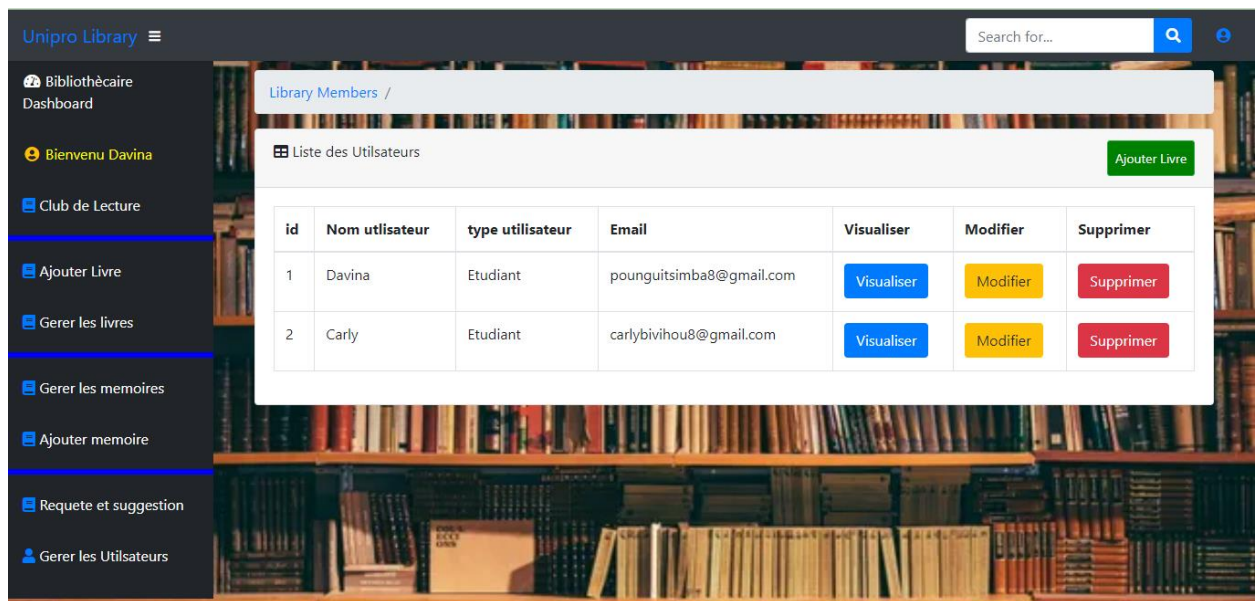 Unipro Library
Search for...
Bibliothècaire
Dashboard
Bienvenu Davina
Club de Lecture
Ajouter Livre
Gerer les livres
Gerer les memoires
Ajouter memoire
Requete et suggestion
Gerer les Utilsateurs
Library Members /
Liste des Utilsateurs
Ajouter Livre
id Nom utlisateur type utilisateur Email Visualiser Modifier Supprimer
1 Davina Etudiant pounguitsimba8@gmail.com Visualiser Modifier Supprimer
2 Carly Etudiant carlybivihou8@gmail.com Visualiser Modifier Supprimer